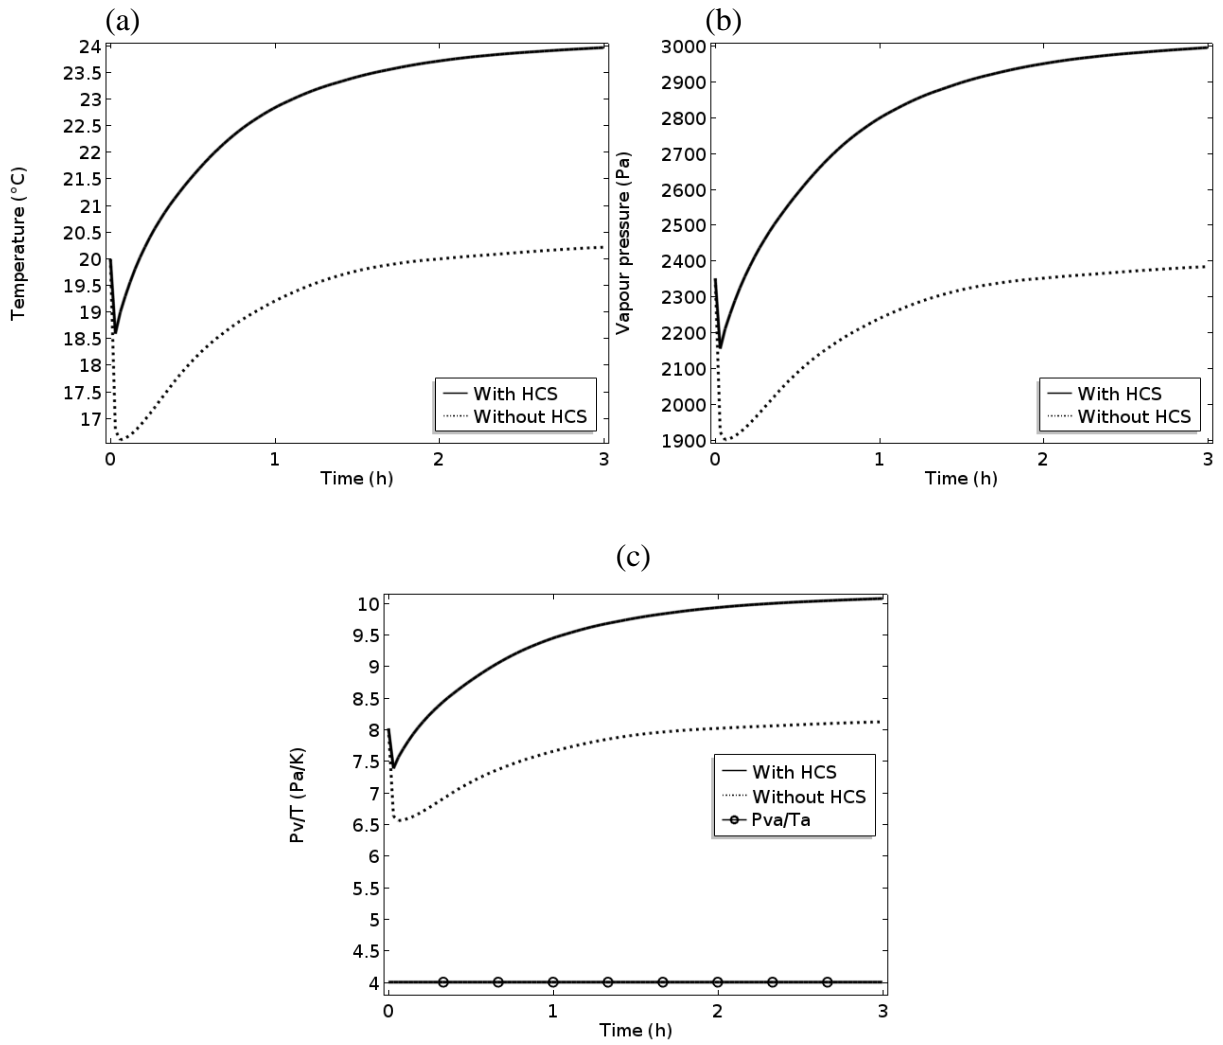 (a)
24
23.5
23
22.5
22
21.5
21
20.5
20
19.5
19
18.5
18
17.5
17
Temperature (°C)
0 1 2 3
Time (h)
With HCS
Without HCS
(b)
3000
2900
2800
2700
2600
2500
2400
2300
2200
2100
2000
1900
Vapour pressure (Pa)
0 1 2 3
Time (h)
With HCS
Without HCS
(c)
10
9.5
9
8.5
8
7.5
7
6.5
6
5.5
5
4.5
4
Pv/T (Pa/K)
0 1 2 3
Time (h)
With HCS
Without HCS
Pva/Ta